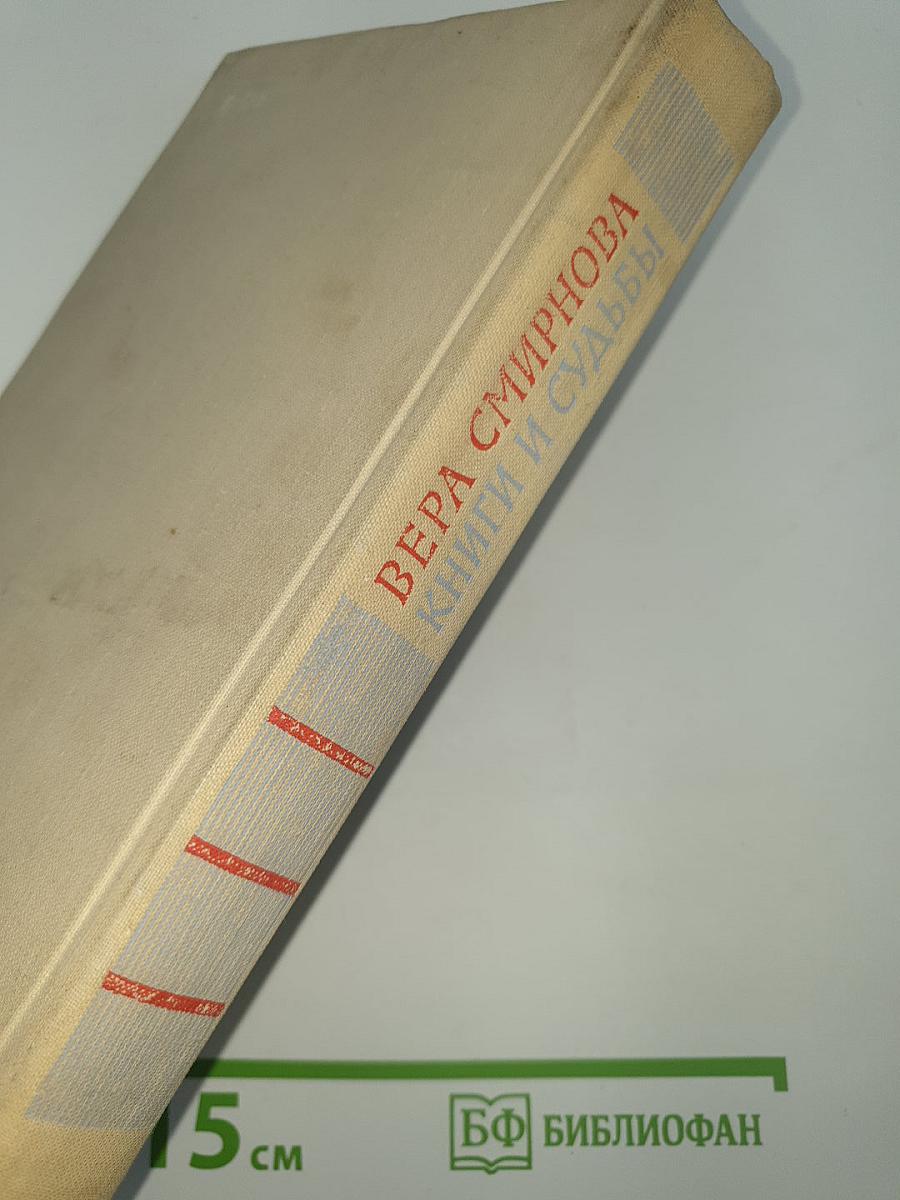 ВЕРА СМИРНОВА
КНИГИ И СУДЬБЫ
15 см
БФ БИБЛИОФАН